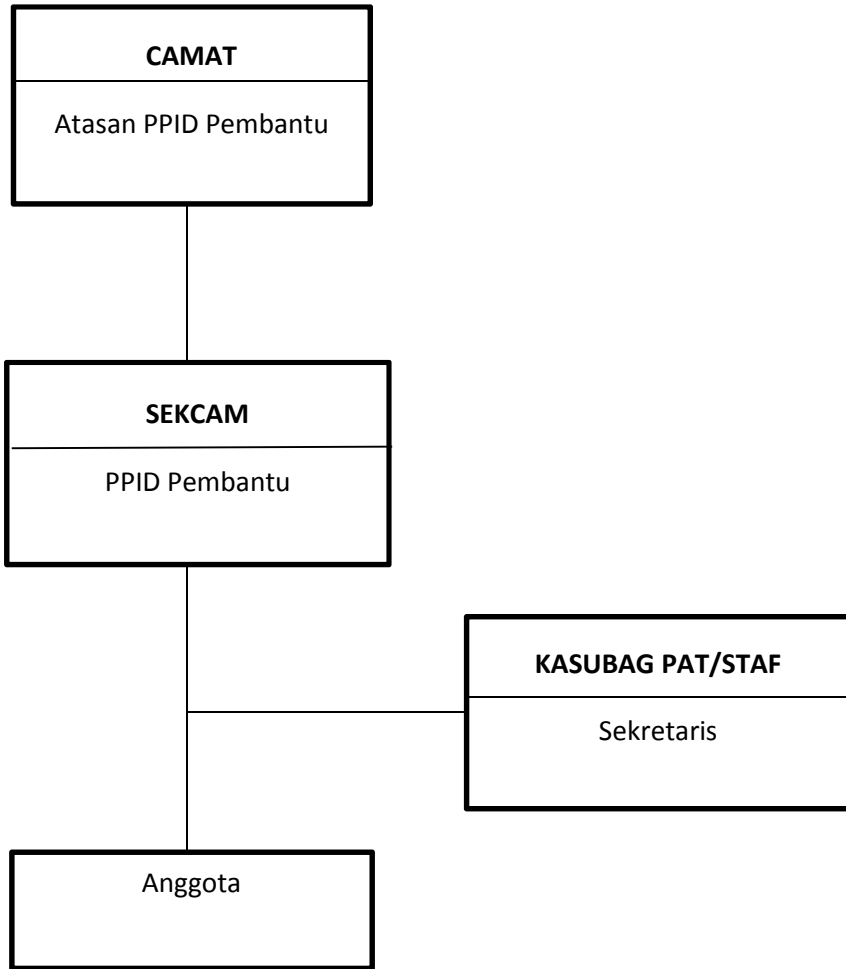 CAMAT
Atasan PPID Pembantu
SEKCAM
PPID Pembantu
KASUBAG PAT/STAF
Sekretaris
Anggota